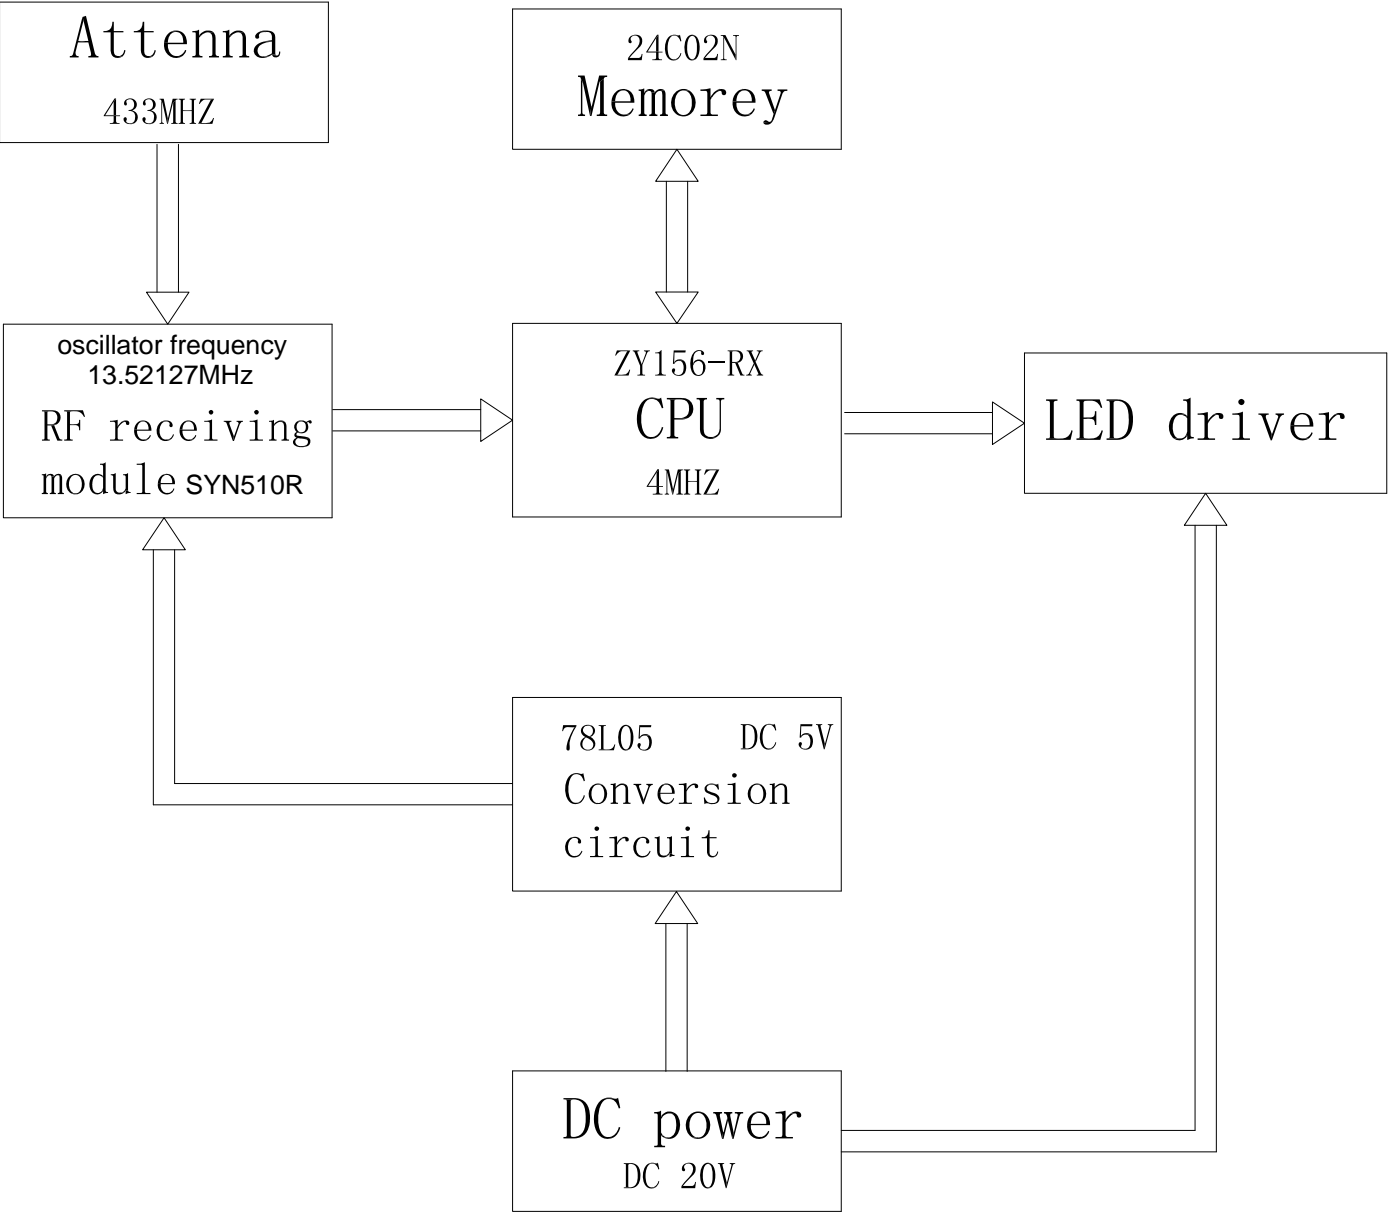 Attenna
433MHZ
24C02N
Memorey
oscillator frequency
13.52127MHz
RF receiving
module SYN510R
ZY156-RX
CPU
4MHZ
LED driver
78L05 DC 5V
Conversion
circuit
DC power
DC 20V